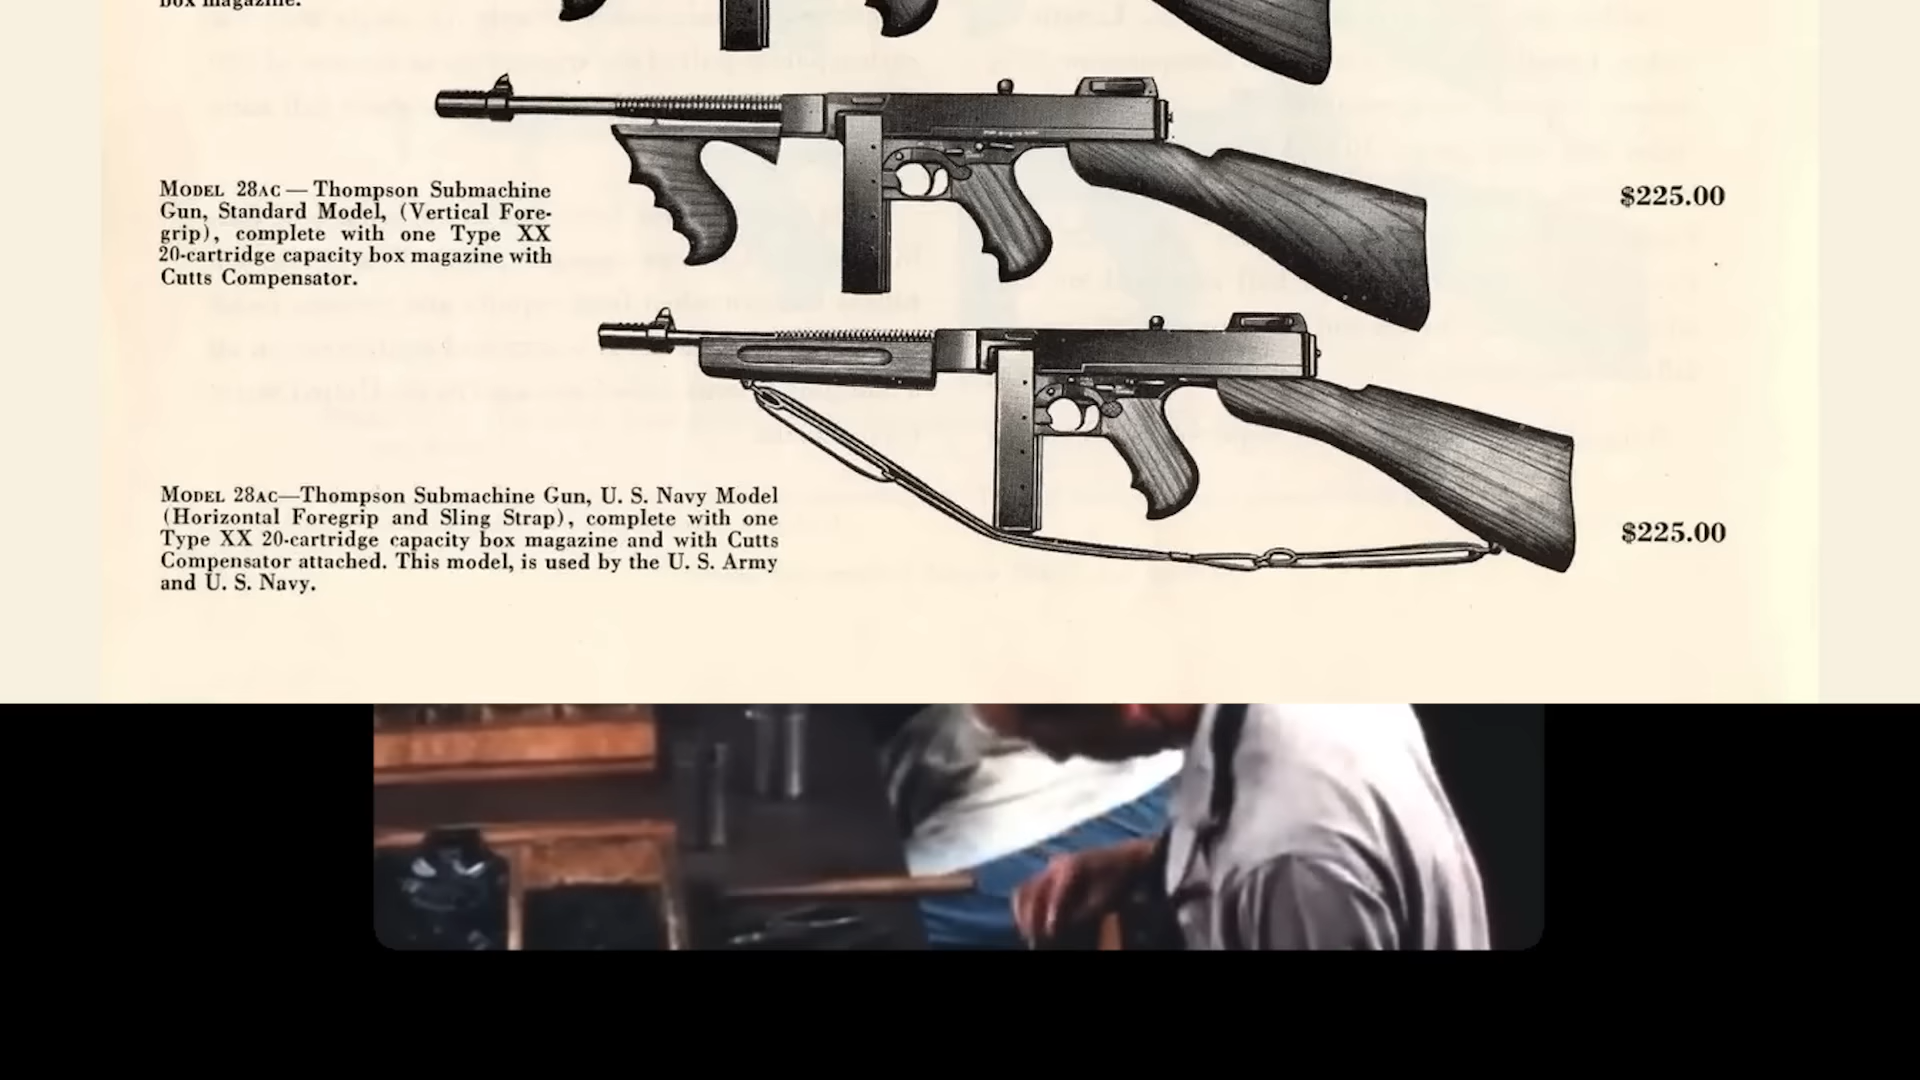 box magazine.
MODEL 28AC — Thompson Submachine
Gun, Standard Model, (Vertical Fore-
grip), complete with one Type XX
20-cartridge capacity box magazine with
Cutts Compensator.
$225.00
MODEL 28AC—Thompson Submachine Gun, U. S. Navy Model
(Horizontal Foregrip and Sling Strap), complete with one
Type XX 20-cartridge capacity box magazine and with Cutts
Compensator attached. This model, is used by the U. S. Army
and U. S. Navy.
$225.00